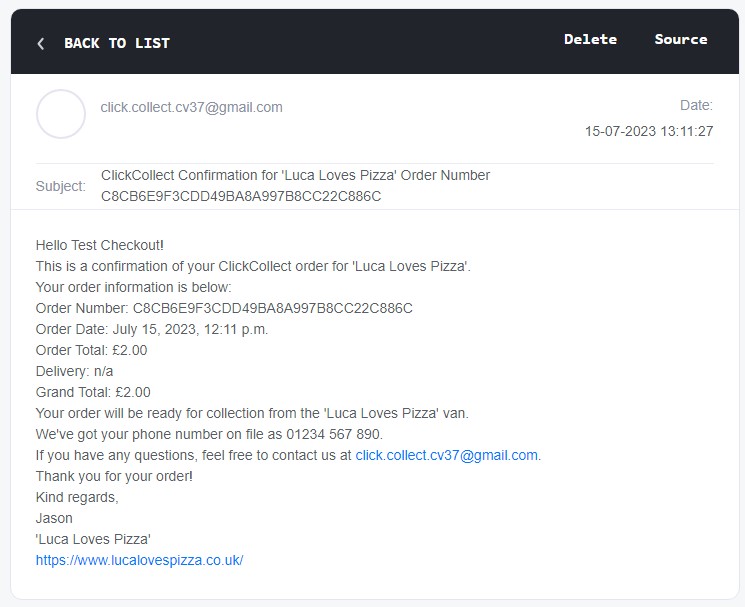 BACK TO LIST
Delete
Source
click.collect.cv37@gmail.com
Date:
15-07-2023 13:11:27
Subject:
ClickCollect Confirmation for 'Luca Loves Pizza' Order Number
C8CB6E9F3CDD49BA8A997B8CC22C886C
Hello Test Checkout!
This is a confirmation of your ClickCollect order for 'Luca Loves Pizza'.
Your order information is below:
Order Number: C8CB6E9F3CDD49BA8A997B8CC22C886C
Order Date: July 15, 2023, 12:11 p.m.
Order Total: £2.00
Delivery: n/a
Grand Total: £2.00
Your order will be ready for collection from the 'Luca Loves Pizza' van.
We've got your phone number on file as 01234 567 890.
If you have any questions, feel free to contact us at click.collect.cv37@gmail.com.
Thank you for your order!
Kind regards,
Jason
'Luca Loves Pizza'
https://www.lucalovespizza.co.uk/